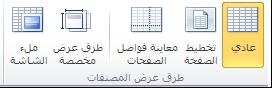 عادي
تخطيط الصفحة
معاينة فواصل الصفحات
طرق عرض مخصصة
ملء الشاشة
طرق عرض المصنفات